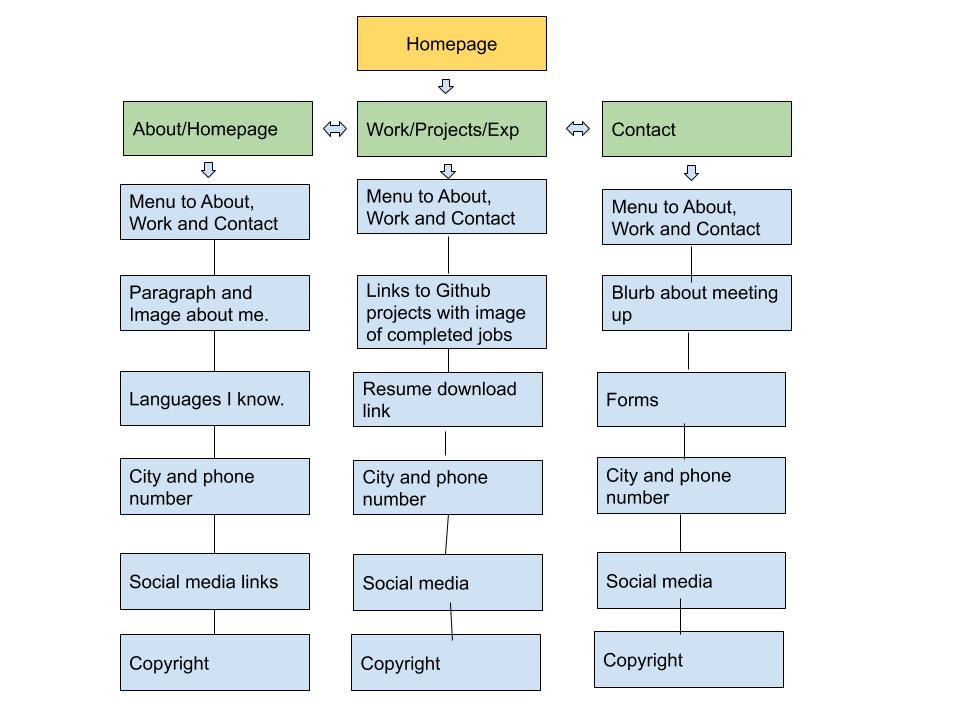 Homepage
About/Homepage
Work/Projects/Exp
Contact
Menu to About,
Work and Contact
Paragraph and
Image about me.
Languages I know.
City and phone
number
Social media links
Copyright
Menu to About,
Work and Contact
Links to Github
projects with image
of completed jobs
Resume download
link
City and phone
number
Social media
Copyright
Menu to About,
Work and Contact
Blurb about meeting
up
Forms
City and phone
number
Social media
Copyright